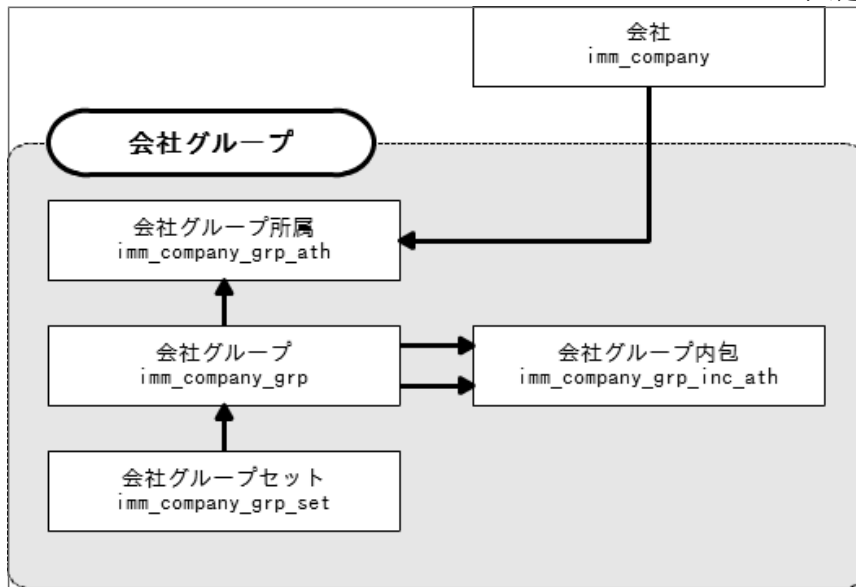 会社
imm_company
会社グループ
会社グループ所属
imm_company_grp_ath
会社グループ
imm_company_grp
会社グループ内包
imm_company_grp_inc_ath
会社グループセット
imm_company_grp_set